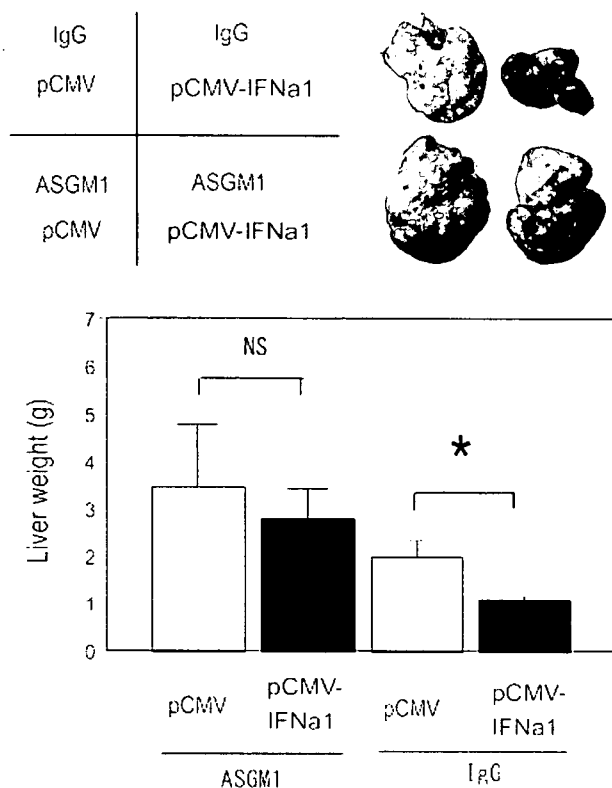 IgG IgG
pCMV pCMV-IFNa1
ASGM1 ASGM1
pCMV pCMV-IFNa1
7
6
5
4
3
2
1
0
Liver weight (g)
NS
*
pCMV pCMV- pCMV pCMV-
IFNa1 IFNa1
ASGM1 IgG